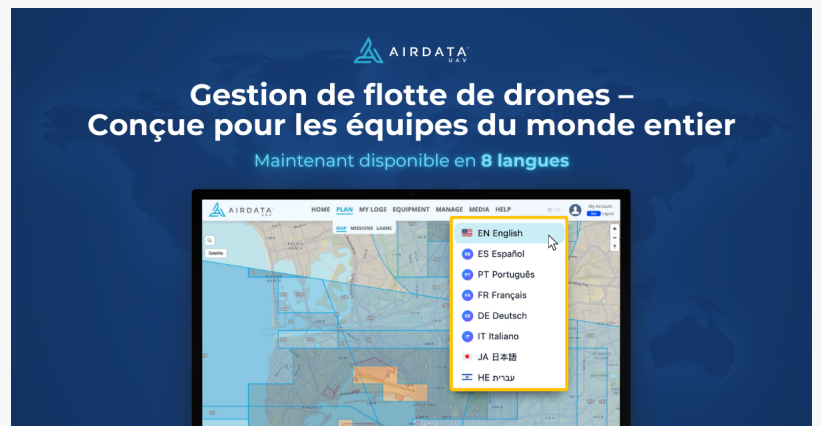 AIRDATA
UAV
Gestion de flotte de drones –
Conçue pour les équipes du monde entier
Maintenant disponible en 8 langues
AIRDATA
UAV
HOME PLAN MY LOGS EQUIPMENT MANAGE MEDIA HELP
My Account
Logout
MAP MISSIONS LAANC
Satellite
EN English
ES Español
PT Português
FR Français
DE Deutsch
IT Italiano
JA 日本語
HE עברית